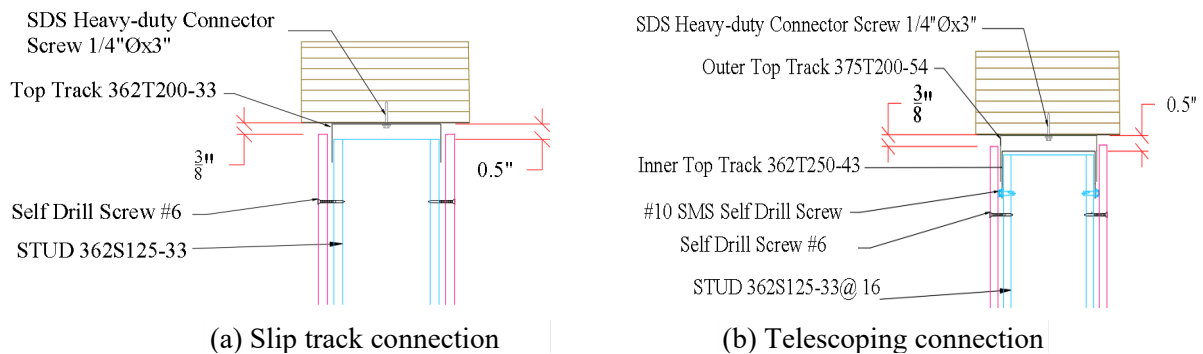 SDS Heavy-duty Connector
Screw 1/4"Øx3"
Top Track 362T200-33
3/8"
0.5"
Self Drill Screw #6
STUD 362S125-33
(a) Slip track connection
SDS Heavy-duty Connector Screw 1/4"Øx3"
Outer Top Track 375T200-54
3/8"
0.5"
Inner Top Track 362T250-43
#10 SMS Self Drill Screw
Self Drill Screw #6
STUD 362S125-33@ 16
(b) Telescoping connection